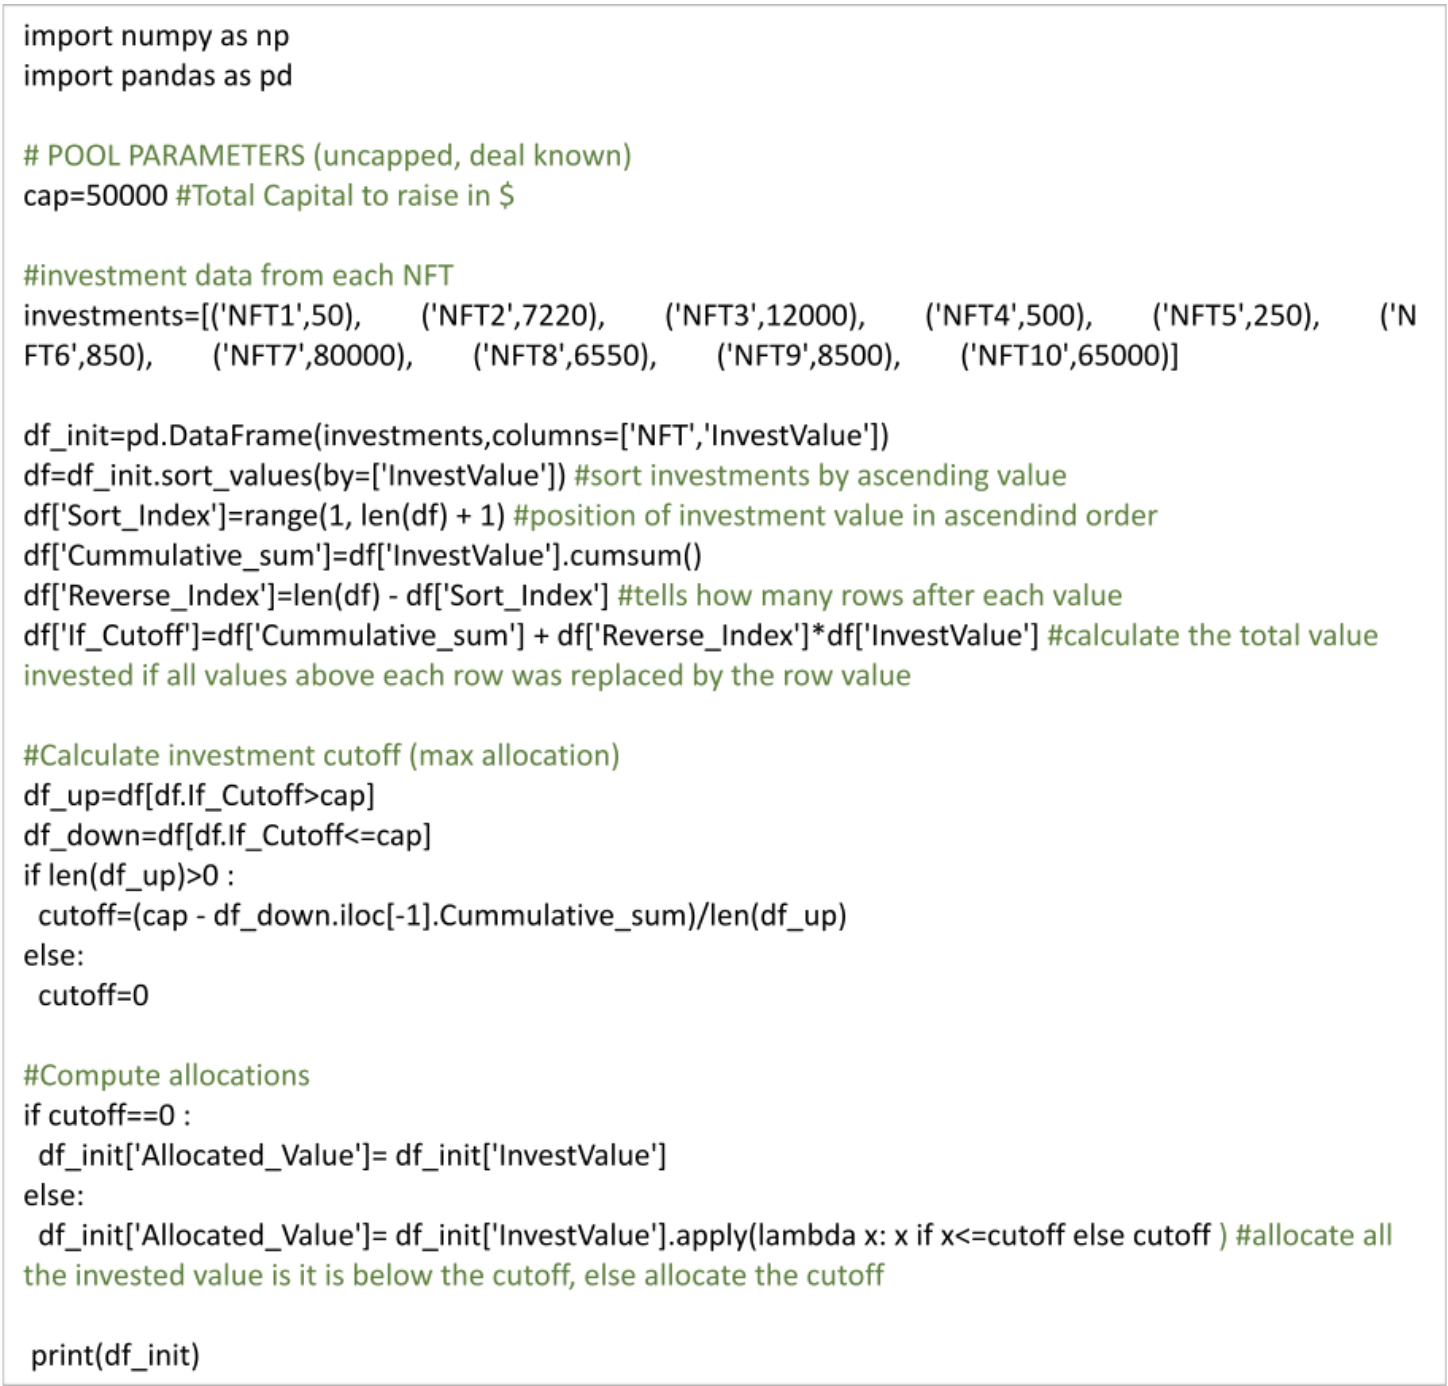 import numpy as np
import pandas as pd
# POOL PARAMETERS (uncapped, deal known)
cap=50000 #Total Capital to raise in $
#investment data from each NFT
investments=[('NFT1',50), ('NFT2',7220), ('NFT3',12000), ('NFT4',500), ('NFT5',250), ('N
FT6',850), ('NFT7',80000), ('NFT8',6550), ('NFT9',8500), ('NFT10',65000)]
df_init=pd.DataFrame(investments,columns=['NFT','InvestValue'])
df=df_init.sort_values(by=['InvestValue']) #sort investments by ascending value
df['Sort_Index']=range(1, len(df) + 1) #position of investment value in ascendind order
df['Cummulative_sum']=df['InvestValue'].cumsum()
df['Reverse_Index']=len(df) - df['Sort_Index'] #tells how many rows after each value
df['If_Cutoff']=df['Cummulative_sum'] + df['Reverse_Index']*df['InvestValue'] #calculate the total value
invested if all values above each row was replaced by the row value
#Calculate investment cutoff (max allocation)
df_up=df[df.If_Cutoff>cap]
df_down=df[df.If_Cutoff<=cap]
if len(df_up)>0 :
cutoff=(cap - df_down.iloc[-1].Cummulative_sum)/len(df_up)
else:
cutoff=0
#Compute allocations
if cutoff==0 :
df_init['Allocated_Value']= df_init['InvestValue']
else:
df_init['Allocated_Value']= df_init['InvestValue'].apply(lambda x: x if x<=cutoff else cutoff ) #allocate all
the invested value is it is below the cutoff, else allocate the cutoff
print(df_init)